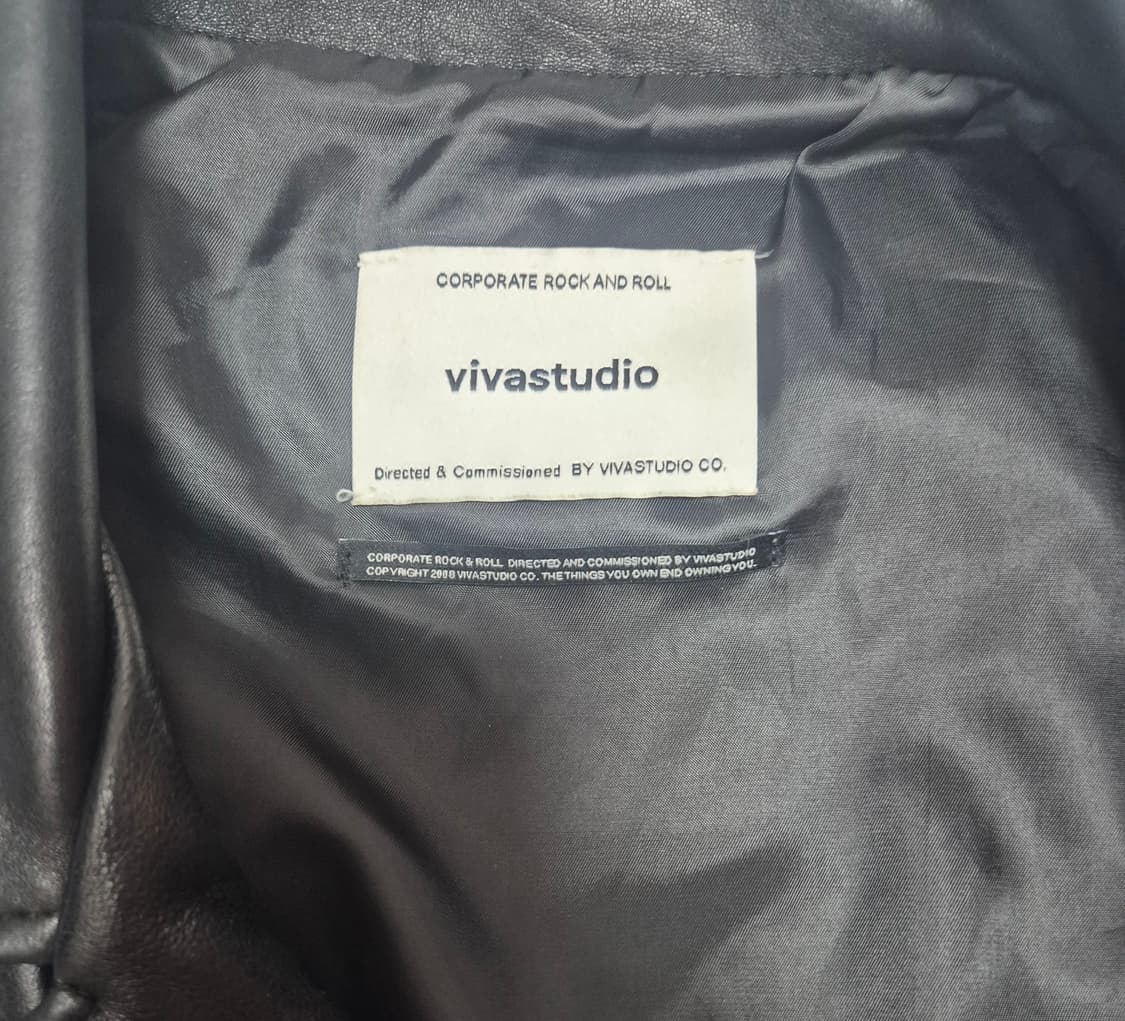 CORPORATE ROCK AND ROLL
vivastudio
Directed & Commissioned BY VIVASTUDIO CO.
CORPORATE ROCK & ROLL DIRECTED AND COMMISSIONED BY VIVASTUDIO
COPYRIGHT 2008 VIVASTUDIO CO. THE THINGS YOU OWN END OWNING YOU.